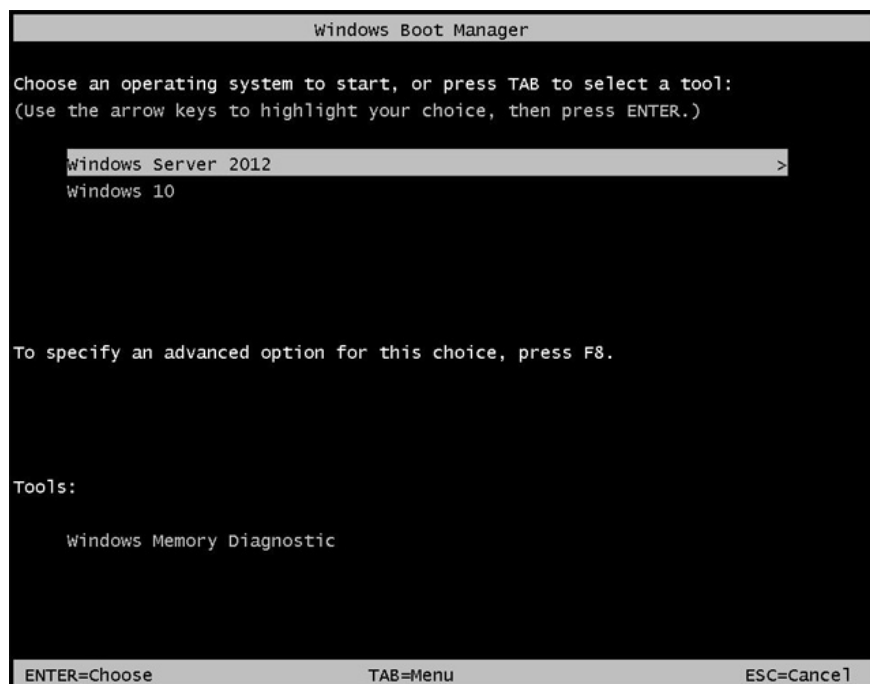 Windows Boot Manager
Choose an operating system to start, or press TAB to select a tool:
(Use the arrow keys to highlight your choice, then press ENTER.)
Windows Server 2012 >
Windows 10
To specify an advanced option for this choice, press F8.
Tools:
Windows Memory Diagnostic
ENTER=Choose TAB=Menu ESC=Cancel